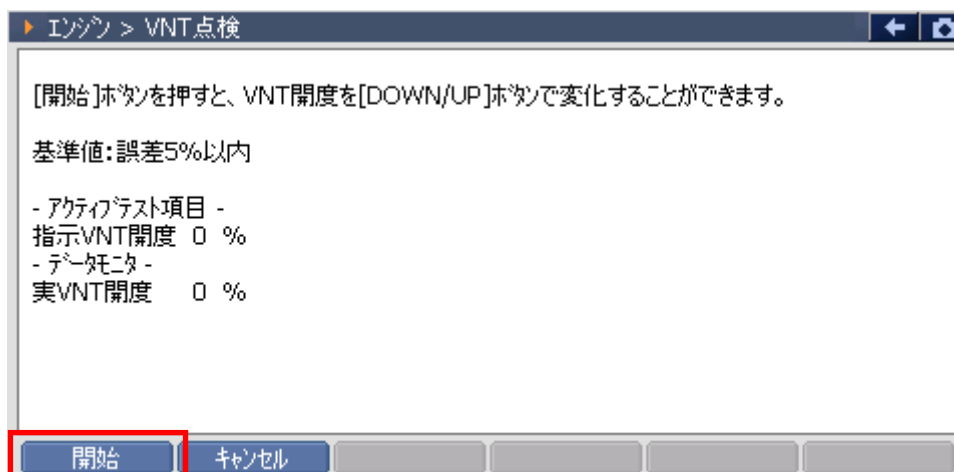 エンジン > VNT点検
[開始]ボタンを押すと、VNT開度を[DOWN/UP]ボタンで変化することができます。
基準値:誤差5%以内
- アクティブテスト項目 -
指示VNT開度 0 %
- データモニタ -
実VNT開度 0 %
開始 キャンセル